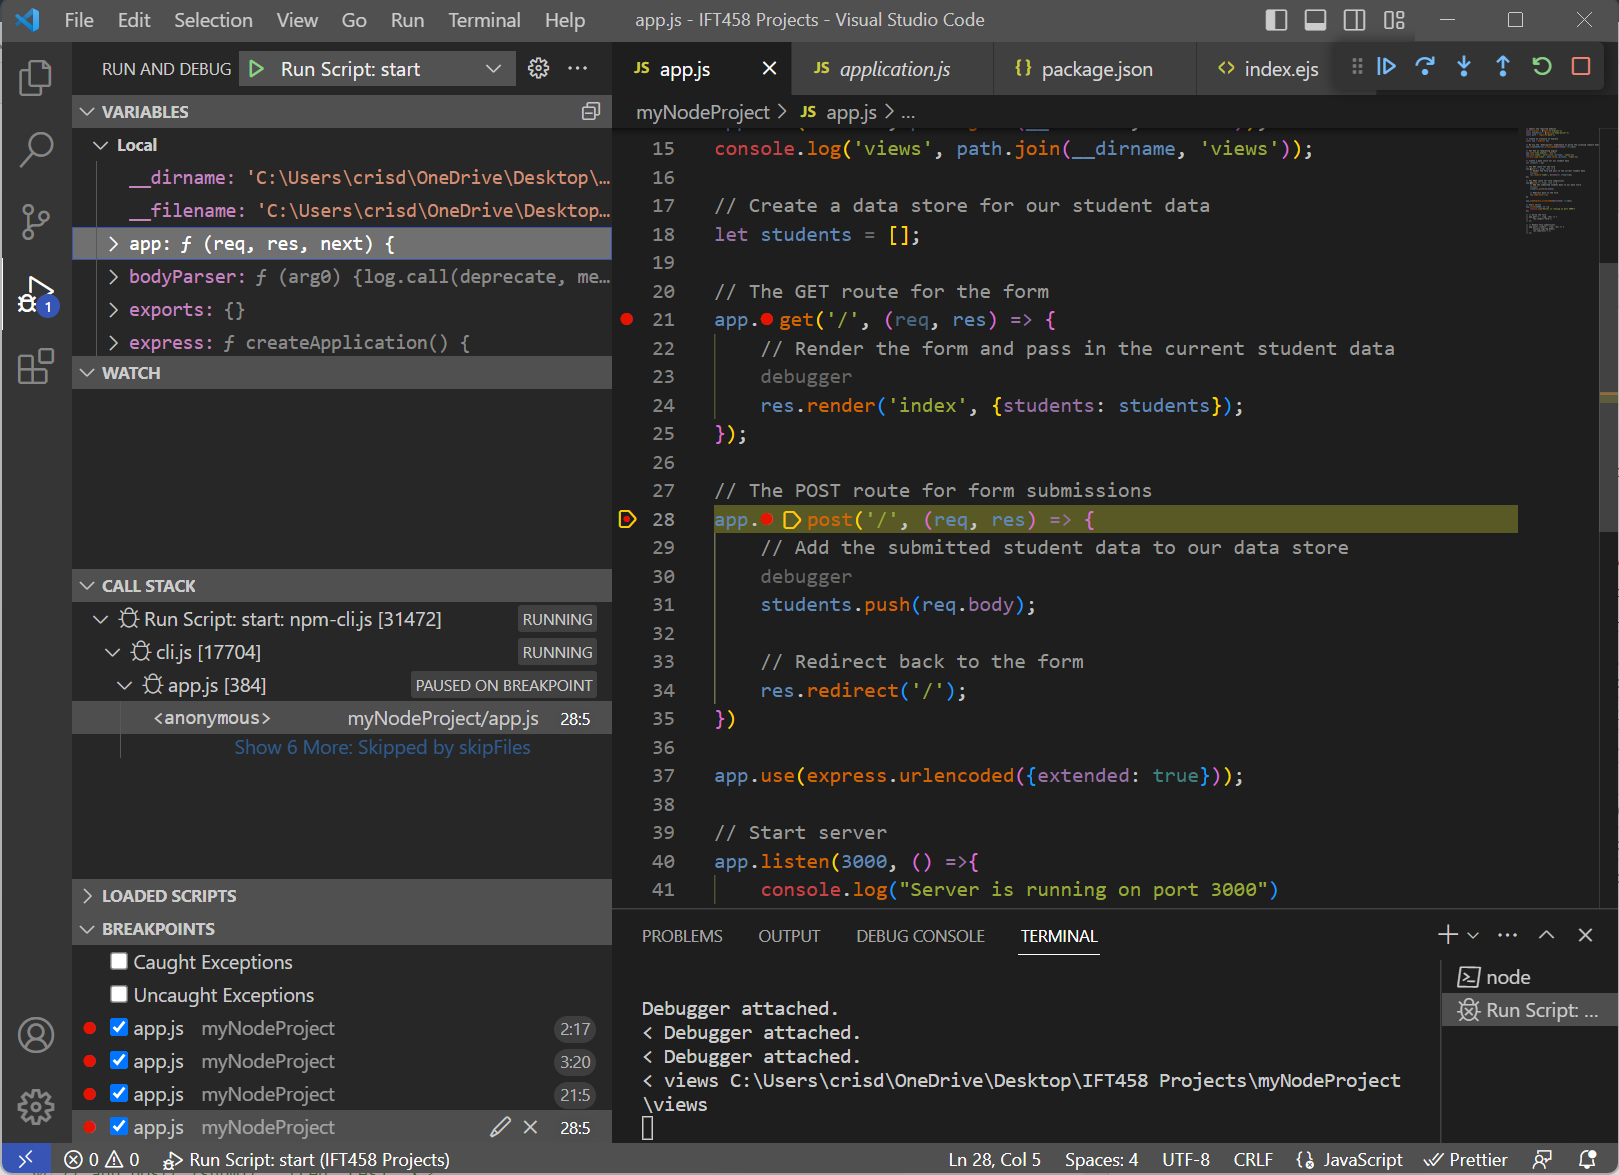 File Edit Selection View Go Run Terminal Help app.js - IFT458 Projects - Visual Studio Code
RUN AND DEBUG Run Script: start
JS app.js JS application.js {} package.json <> index.ejs
myNodeProject > JS app.js > ...
VARIABLES
Local
__dirname: 'C:\Users\crisd\OneDrive\Desktop\...
__filename: 'C:\Users\crisd\OneDrive\Desktop...
app: ƒ (req, res, next) {
bodyParser: ƒ (arg0) {log.call(deprecate, me...
exports: {}
express: ƒ createApplication() {
WATCH
CALL STACK
Run Script: start: npm-cli.js [31472] RUNNING
cli.js [17704] RUNNING
app.js [384] PAUSED ON BREAKPOINT
<anonymous> myNodeProject/app.js 28:5
Show 6 More: Skipped by skipFiles
LOADED SCRIPTS
BREAKPOINTS
Caught Exceptions
Uncaught Exceptions
app.js myNodeProject 2:17
app.js myNodeProject 3:20
app.js myNodeProject 21:5
app.js myNodeProject 28:5
1
15 console.log('views', path.join(__dirname, 'views'));
16
17 // Create a data store for our student data
18 let students = [];
19
20 // The GET route for the form
21 app.get('/', (req, res) => {
22 // Render the form and pass in the current student data
23 debugger
24 res.render('index', {students: students});
25 });
26
27 // The POST route for form submissions
28 app.post('/', (req, res) => {
29 // Add the submitted student data to our data store
30 debugger
31 students.push(req.body);
32
33 // Redirect back to the form
34 res.redirect('/');
35 })
36
37 app.use(express.urlencoded({extended: true}));
38
39 // Start server
40 app.listen(3000, () =>{
41 console.log("Server is running on port 3000")
PROBLEMS OUTPUT DEBUG CONSOLE TERMINAL
Debugger attached.
< Debugger attached.
< Debugger attached.
< views C:\Users\crisd\OneDrive\Desktop\IFT458 Projects\myNodeProject
\views
node
Run Script: ...
0 0 Run Script: start (IFT458 Projects) Ln 28, Col 5 Spaces: 4 UTF-8 CRLF JavaScript Prettier